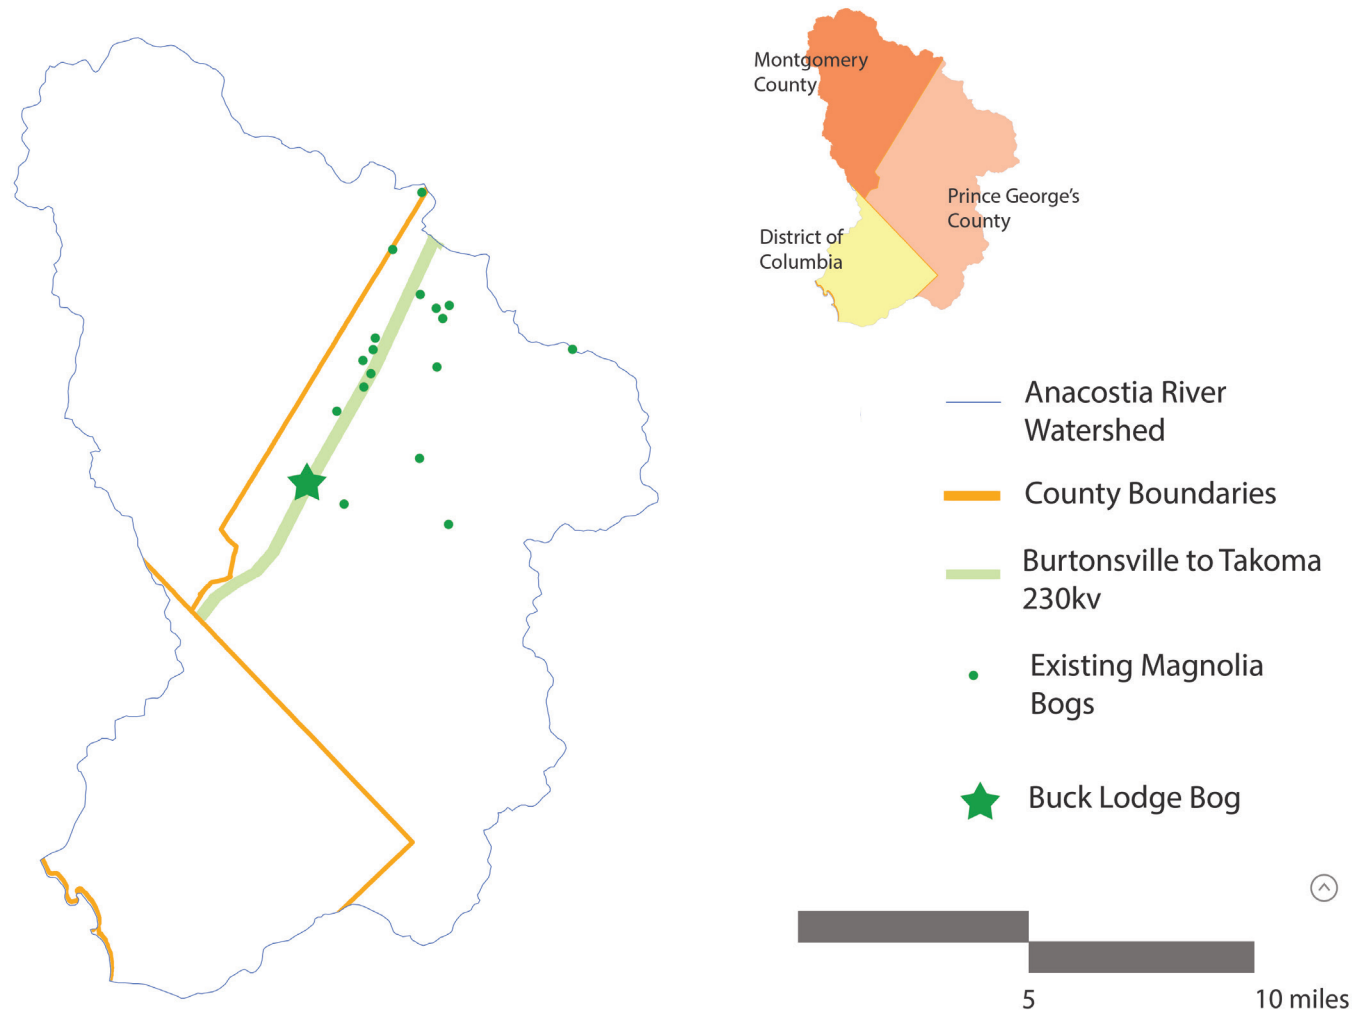 Montgomery
County
Prince George's
County
District of
Columbia
Anacostia River
Watershed
County Boundaries
Burtonsville to Takoma
230kv
Existing Magnolia
Bogs
Buck Lodge Bog
5
10 miles